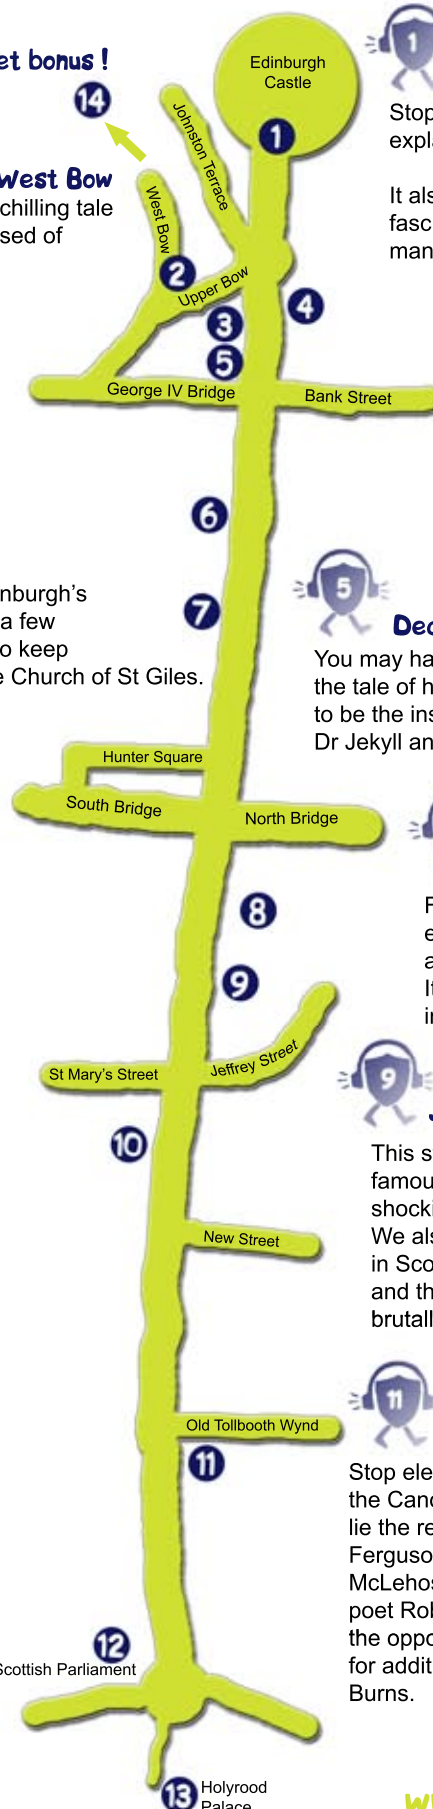 et bonus !
14
West Bow
chilling tale
sed of
Edinburgh
Castle
1
1
Stop
expla
It als
fasc
man
Johnston Terrace
West Bow
2
Upper Bow
3
4
5
George IV Bridge
Bank Street
6
7
nburgh's
a few
o keep
e Church of St Giles.
5
Dea
You may ha
the tale of h
to be the ins
Dr Jekyll an
Hunter Square
South Bridge
North Bridge
8
9
St Mary's Street
Jeffrey Street
9
This s
famou
shocki
We als
in Sco
and th
brutall
10
New Street
Old Tollbooth Wynd
11
11
Stop ele
the Cano
lie the re
Ferguso
McLehos
poet Rob
the oppo
for addit
Burns.
12
Scottish Parliament
13
Holyrood
Palace